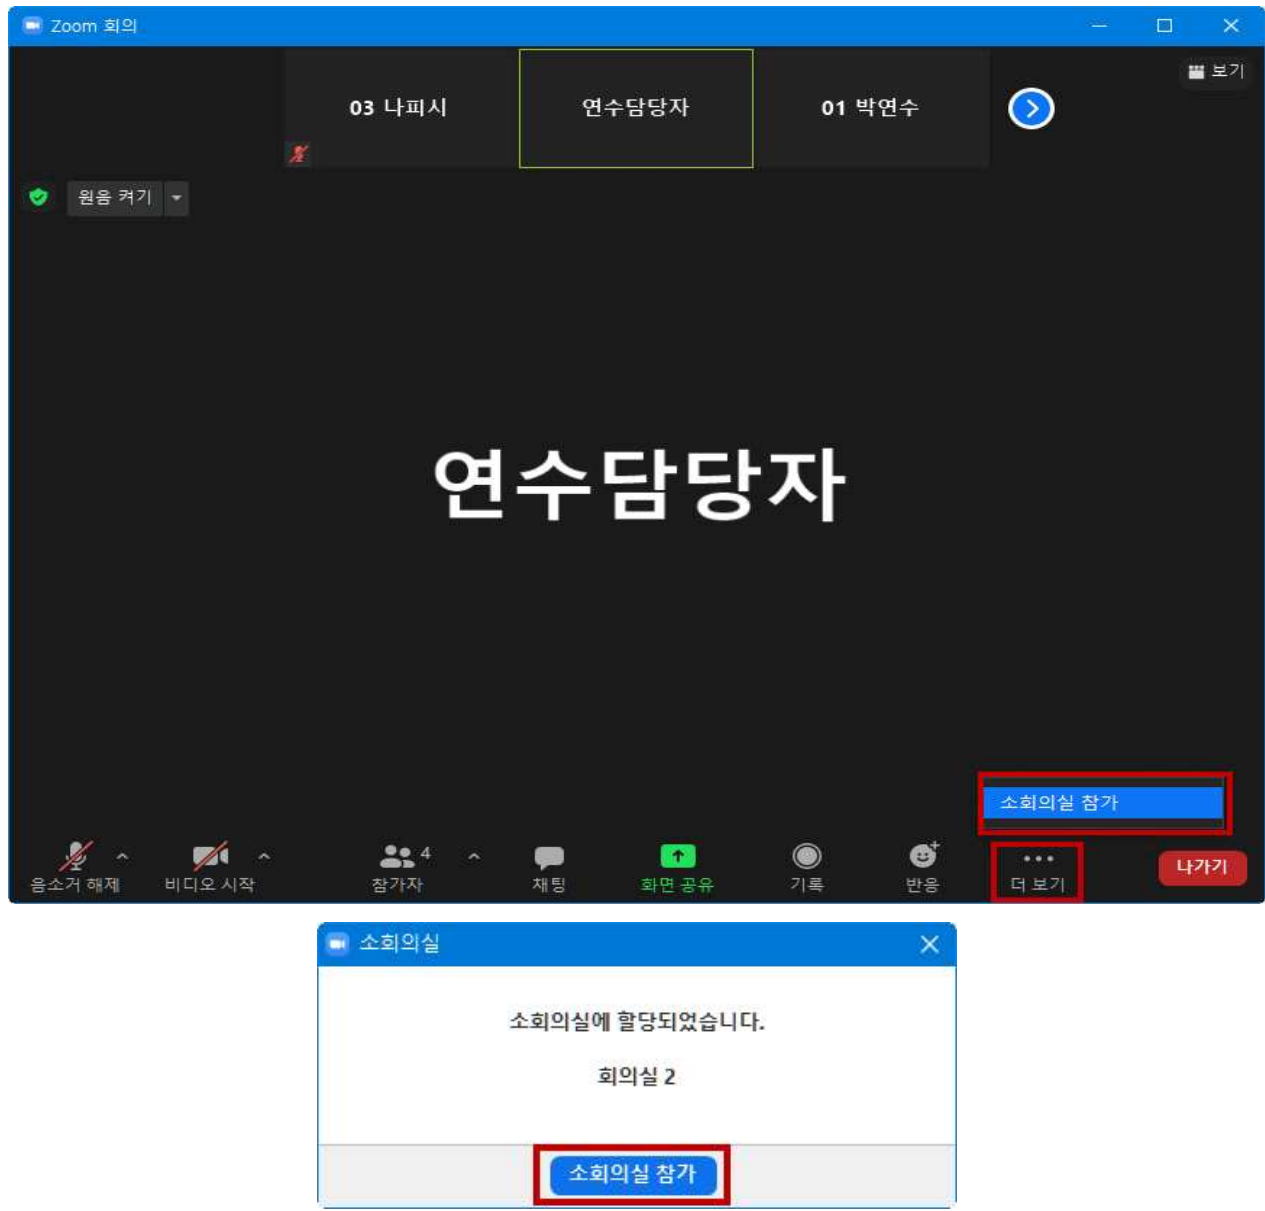 Zoom 회의
보기
03 나피시
연수담당자
01 박연수
원음 켜기
연수담당자
소회의실 참가
음소거 해제
비디오 시작
4
참가자
채팅
화면 공유
기록
반응
더 보기
나가기
소회의실
소회의실에 할당되었습니다.
회의실 2
소회의실 참가